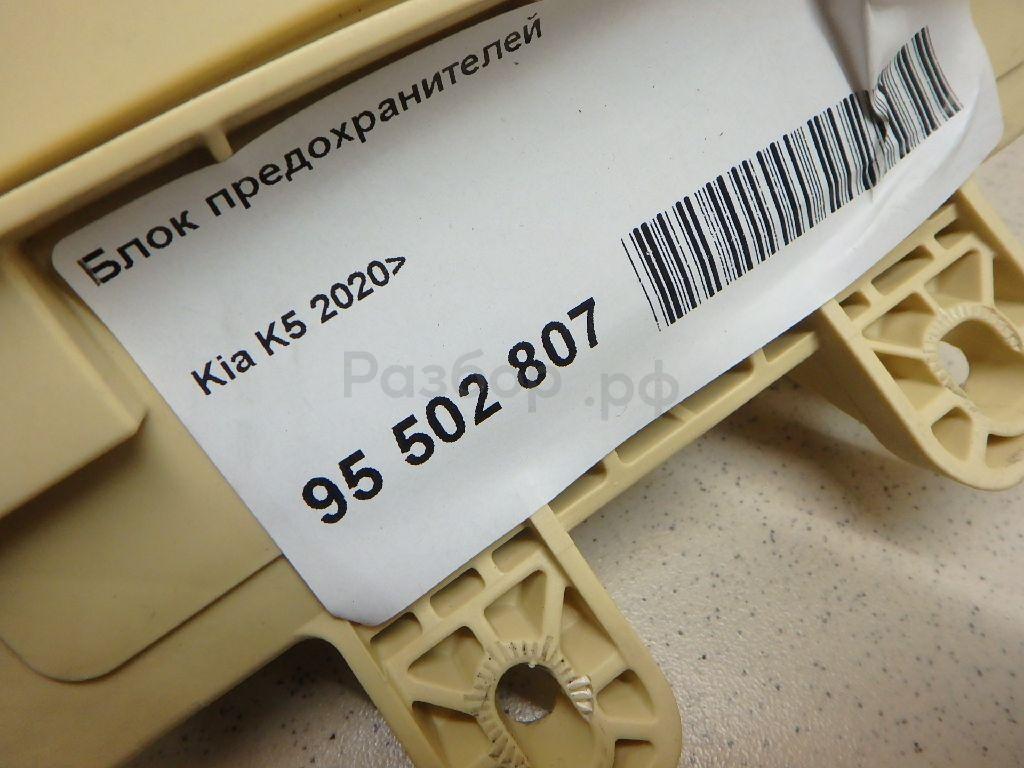 Блок предохранителей
Kia K5 2020>
95 502 807
Разбор.рф